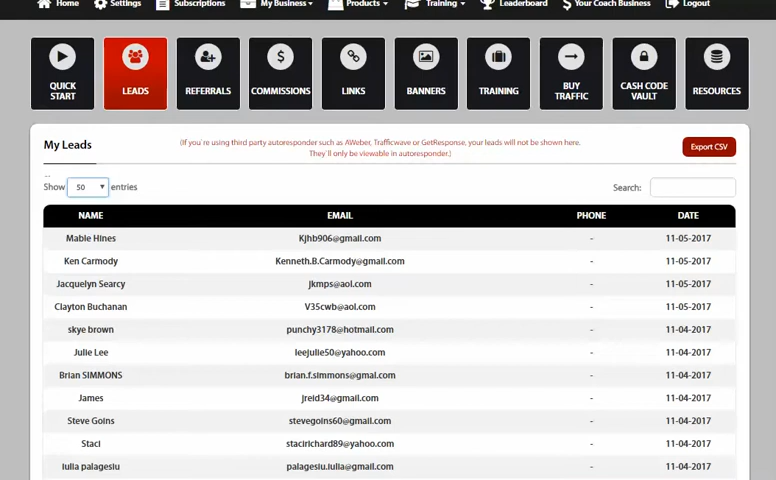 Home Settings Subscriptions My Business Products Training Leaderboard Your Coach Business Logout
QUICK START LEADS REFERRALS COMMISSIONS LINKS BANNERS TRAINING BUY TRAFFIC CASH CODE VAULT RESOURCES
My Leads
(If you're using third party autoresponder such as AWeber, Trafficwave or GetResponse, your leads will not be shown here.
They'll only be viewable in autoresponder.)
Export CSV
Show 50 entries
Search:
NAME EMAIL PHONE DATE
Mable Hines Kjhb906@gmail.com - 11-05-2017
Ken Carmody Kenneth.B.Carmody@gmail.com - 11-05-2017
Jacquelyn Searcy jkmps@aol.com - 11-05-2017
Clayton Buchanan V35cwb@aol.com - 11-05-2017
skye brown punchy3178@hotmail.com - 11-04-2017
Julie Lee leejulie50@yahoo.com - 11-04-2017
Brian SIMMONS brian.f.simmons@gmal.com - 11-04-2017
James jreid34@gmail.com - 11-04-2017
Steve Goins stevegoins60@gmail.com - 11-04-2017
Staci stacirichard89@yahoo.com - 11-04-2017
iulia palagesiu palagesiu.iulia@gmail.com - 11-04-2017